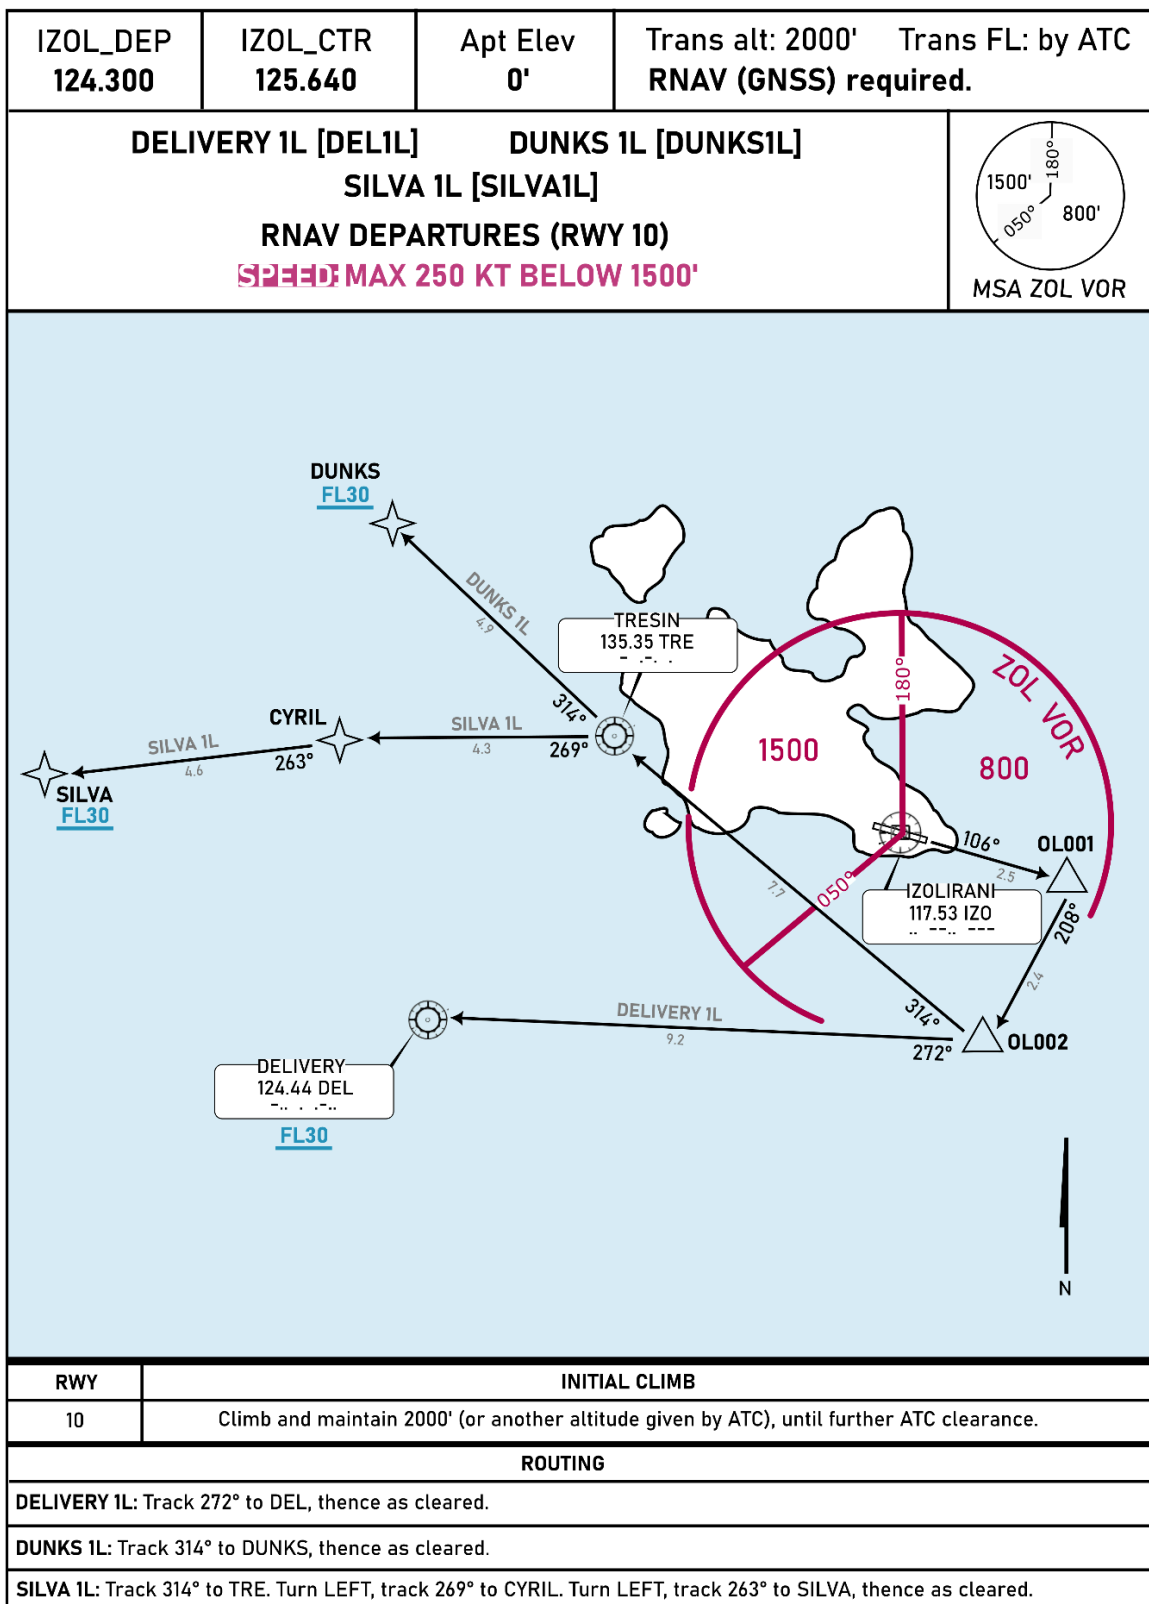 IZOL_DEP
124.300
IZOL_CTR
125.640
Apt Elev
0'
Trans alt: 2000' Trans FL: by ATC
RNAV (GNSS) required.
DELIVERY 1L [DEL1L] DUNKS 1L [DUNKS1L]
SILVA 1L [SILVA1L]
RNAV DEPARTURES (RWY 10)
SPEED: MAX 250 KT BELOW 1500'
1500'
180°
050°
800'
MSA ZOL VOR
DUNKS
FL30
DUNKS 1L
4.9
TRESIN
135.35 TRE
- .-. .
314°
269°
CYRIL
SILVA 1L
4.3
263°
SILVA 1L
4.6
SILVA
FL30
180°
ZOL VOR
1500
800
050°
106°
2.5
OL001
IZOLIRANI
117.53 IZO
.. --.. ---
208°
2.4
7.7
314°
272°
OL002
DELIVERY 1L
9.2
DELIVERY
124.44 DEL
-.. . .-..
FL30
N
RWY
INITIAL CLIMB
10
Climb and maintain 2000' (or another altitude given by ATC), until further ATC clearance.
ROUTING
DELIVERY 1L: Track 272° to DEL, thence as cleared.
DUNKS 1L: Track 314° to DUNKS, thence as cleared.
SILVA 1L: Track 314° to TRE. Turn LEFT, track 269° to CYRIL. Turn LEFT, track 263° to SILVA, thence as cleared.